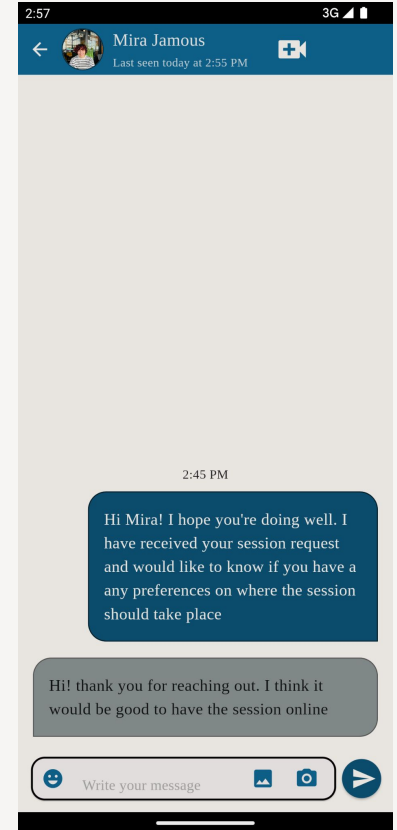 2:57 3G
Mira Jamous
Last seen today at 2:55 PM
2:45 PM
Hi Mira! I hope you're doing well. I
have received your session request
and would like to know if you have a
any preferences on where the session
should take place
Hi! thank you for reaching out. I think it
would be good to have the session online
Write your message